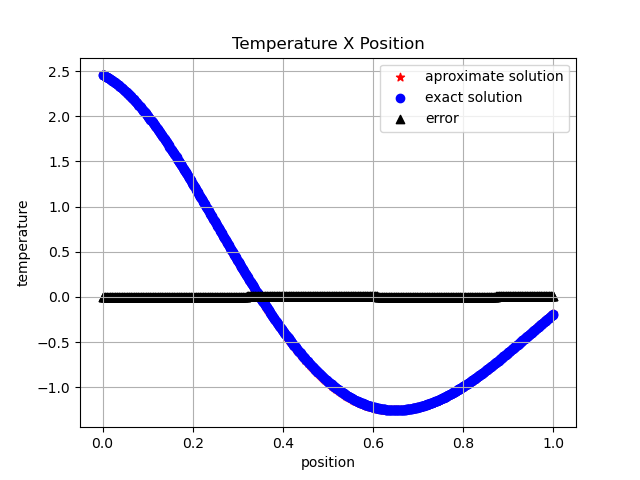 Temperature X Position
aproximate solution
exact solution
error
2.5
2.0
1.5
1.0
0.5
0.0
−0.5
−1.0
temperature
0.0 0.2 0.4 0.6 0.8 1.0
position